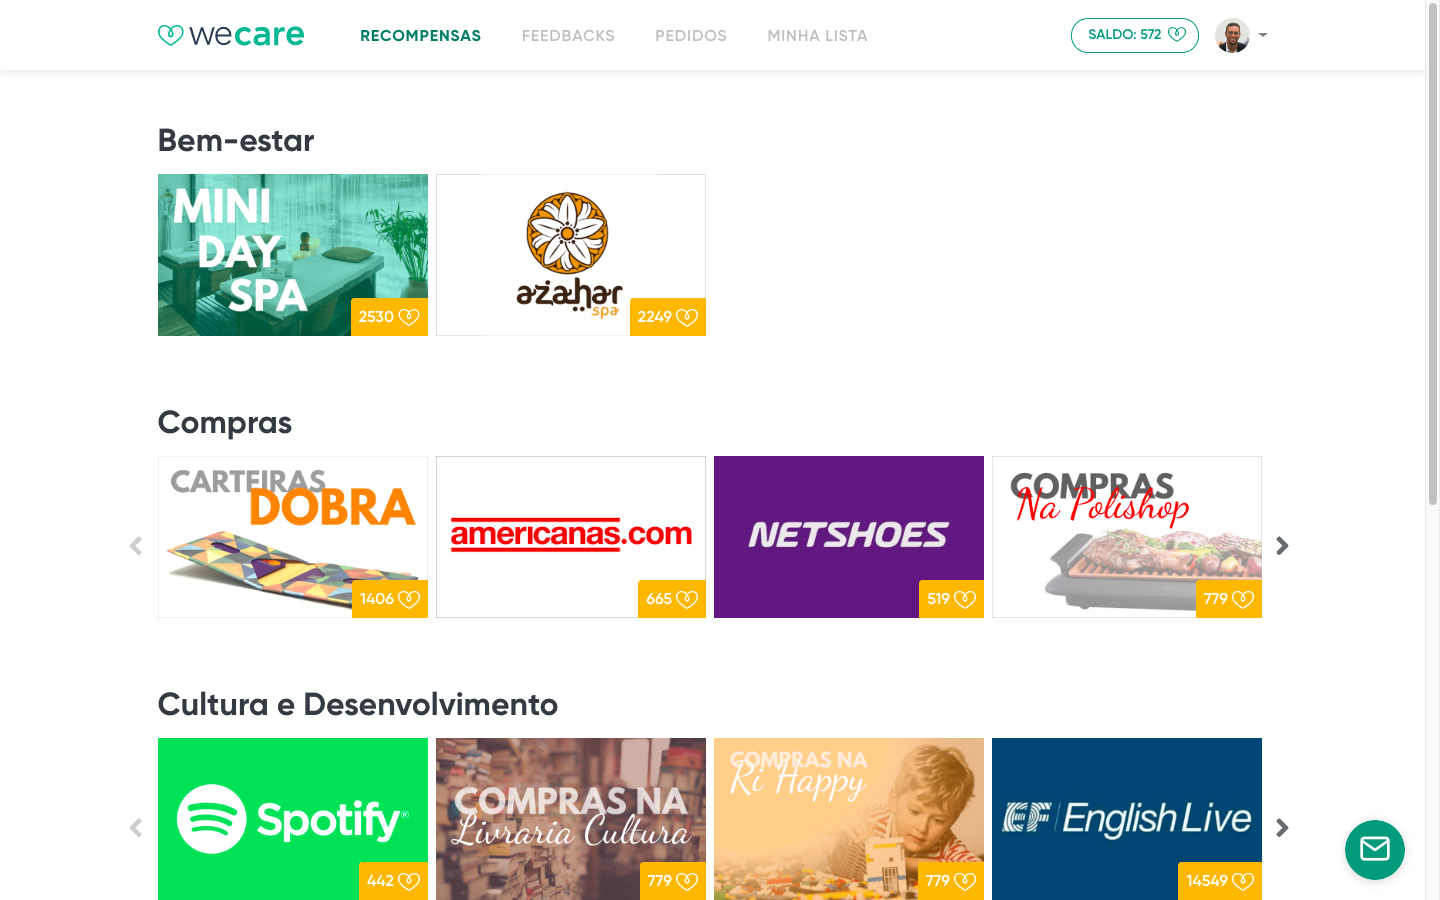 wecare
RECOMPENSAS
FEEDBACKS
PEDIDOS
MINHA LISTA
SALDO: 572
Bem-estar
MINI
DAY
SPA
2530
azahar
spa
2249
Compras
CARTEIRAS
DOBRA
1406
americanas.com
665
NETSHOES
519
COMPRAS
Na Polishop
779
Cultura e Desenvolvimento
Spotify®
442
COMPRAS NA
Livraria Cultura
779
COMPRAS NA
Ri Happy
779
EF English Live
14549